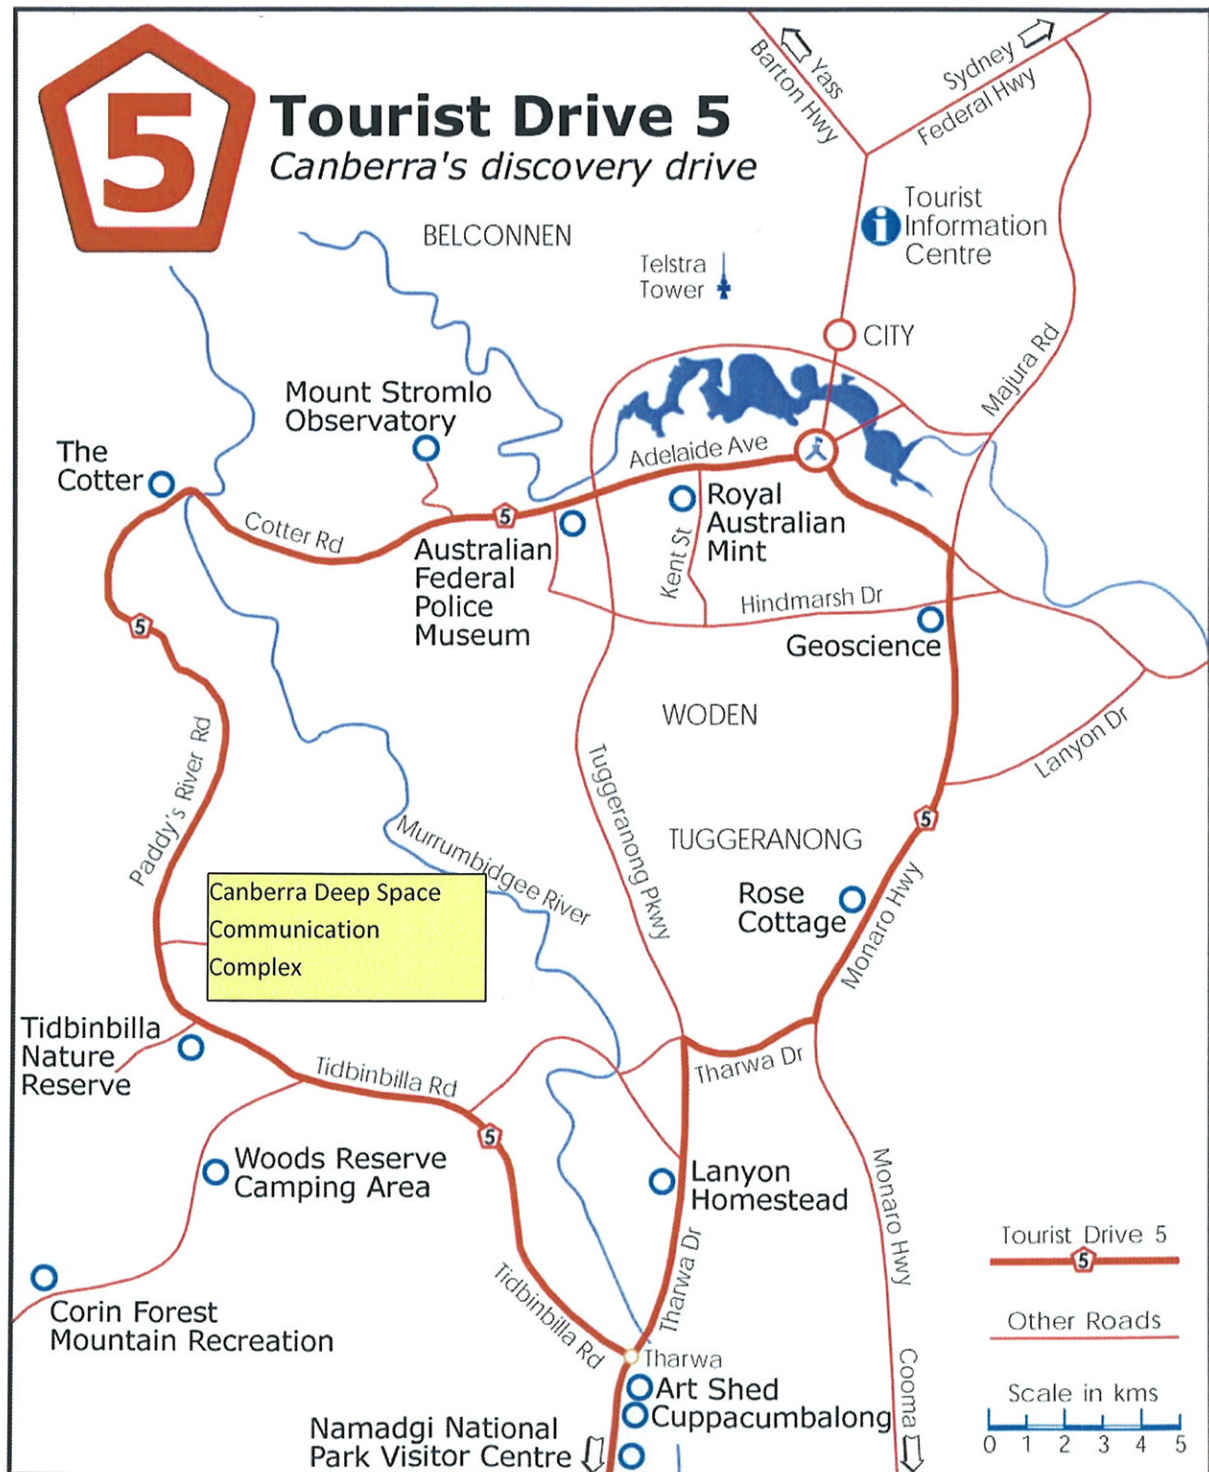 5
Tourist Drive 5
Canberra's discovery drive
Yass
Barton Hwy
Sydney
Federal Hwy
BELCONNEN
Telstra
Tower
i
Tourist
Information
Centre
CITY
Majura Rd
Mount Stromlo
Observatory
The
Cotter
Adelaide Ave
Cotter Rd
5
Royal
Australian
Mint
Australian
Federal
Police
Museum
Kent St
Hindmarsh Dr
Geoscience
5
WODEN
Lanyon Dr
Paddy's River Rd
Tuggeranong Pkwy
Murrumbidgee River
5
TUGGERANONG
Rose
Cottage
Monaro Hwy
Canberra Deep Space
Communication
Complex
Tidbinbilla
Nature
Reserve
Tidbinbilla Rd
Tharwa Dr
5
Woods Reserve
Camping Area
Lanyon
Homestead
Monaro Hwy
Tharwa Dr
Corin Forest
Mountain Recreation
Tidbinbilla Rd
Tharwa
Art Shed
Cuppacumbalong
Namadgi National
Park Visitor Centre
Cooma
Tourist Drive 5
5
Other Roads
Scale in kms
0 1 2 3 4 5